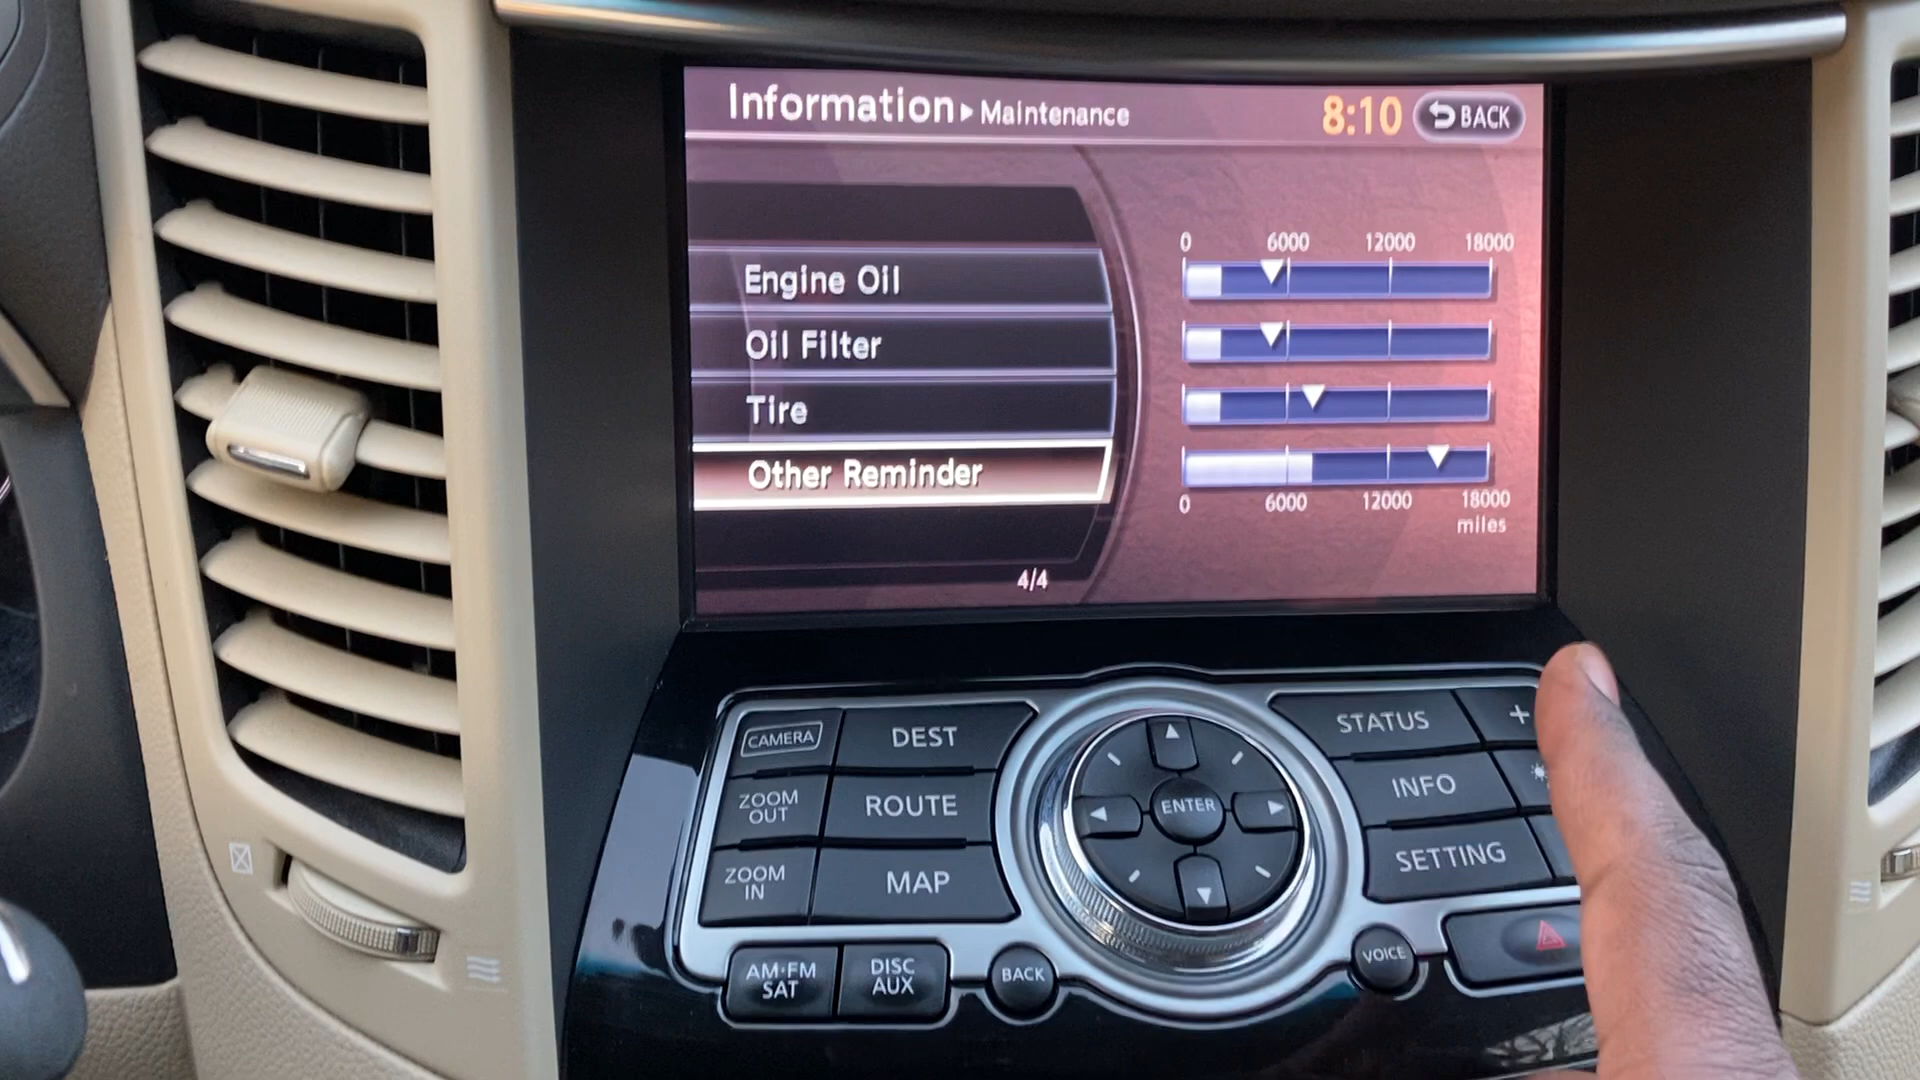 Information ▸ Maintenance 8:10 BACK
0 6000 12000 18000
Engine Oil
Oil Filter
Tire
Other Reminder
0 6000 12000 18000
miles
4/4
CAMERA
DEST
STATUS
+
ZOOM
OUT
ROUTE
ENTER
INFO
ZOOM
IN
MAP
SETTING
AM·FM
SAT
DISC
AUX
BACK
VOICE